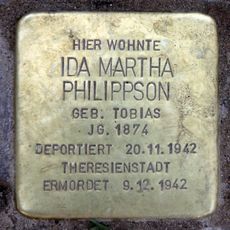 HIER WOHNTE
IDA MARTHA
PHILIPPSON
GEB. TOBIAS
JG. 1874
DEPORTIERT 20.11.1942
THERESIENSTADT
ERMORDET 9.12.1942